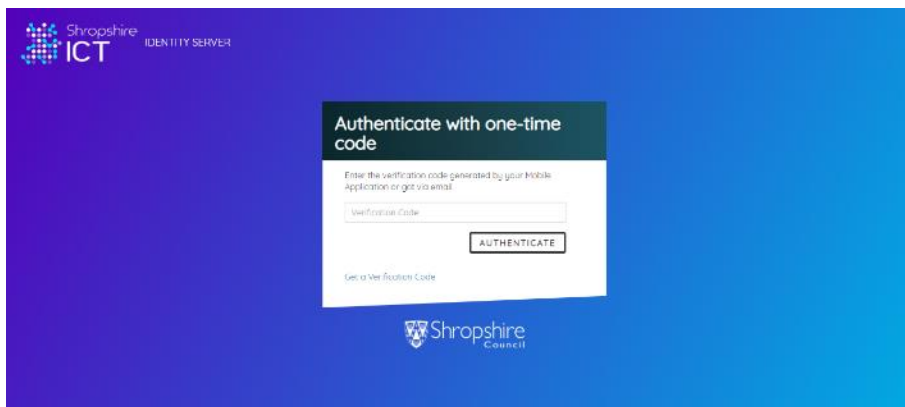 Shropshire
ICT
IDENTITY SERVER
Authenticate with one-time
code
Enter the verification code generated by your Mobile
Application or got via email
Verification Code
AUTHENTICATE
Get a Verification Code
Shropshire
Council